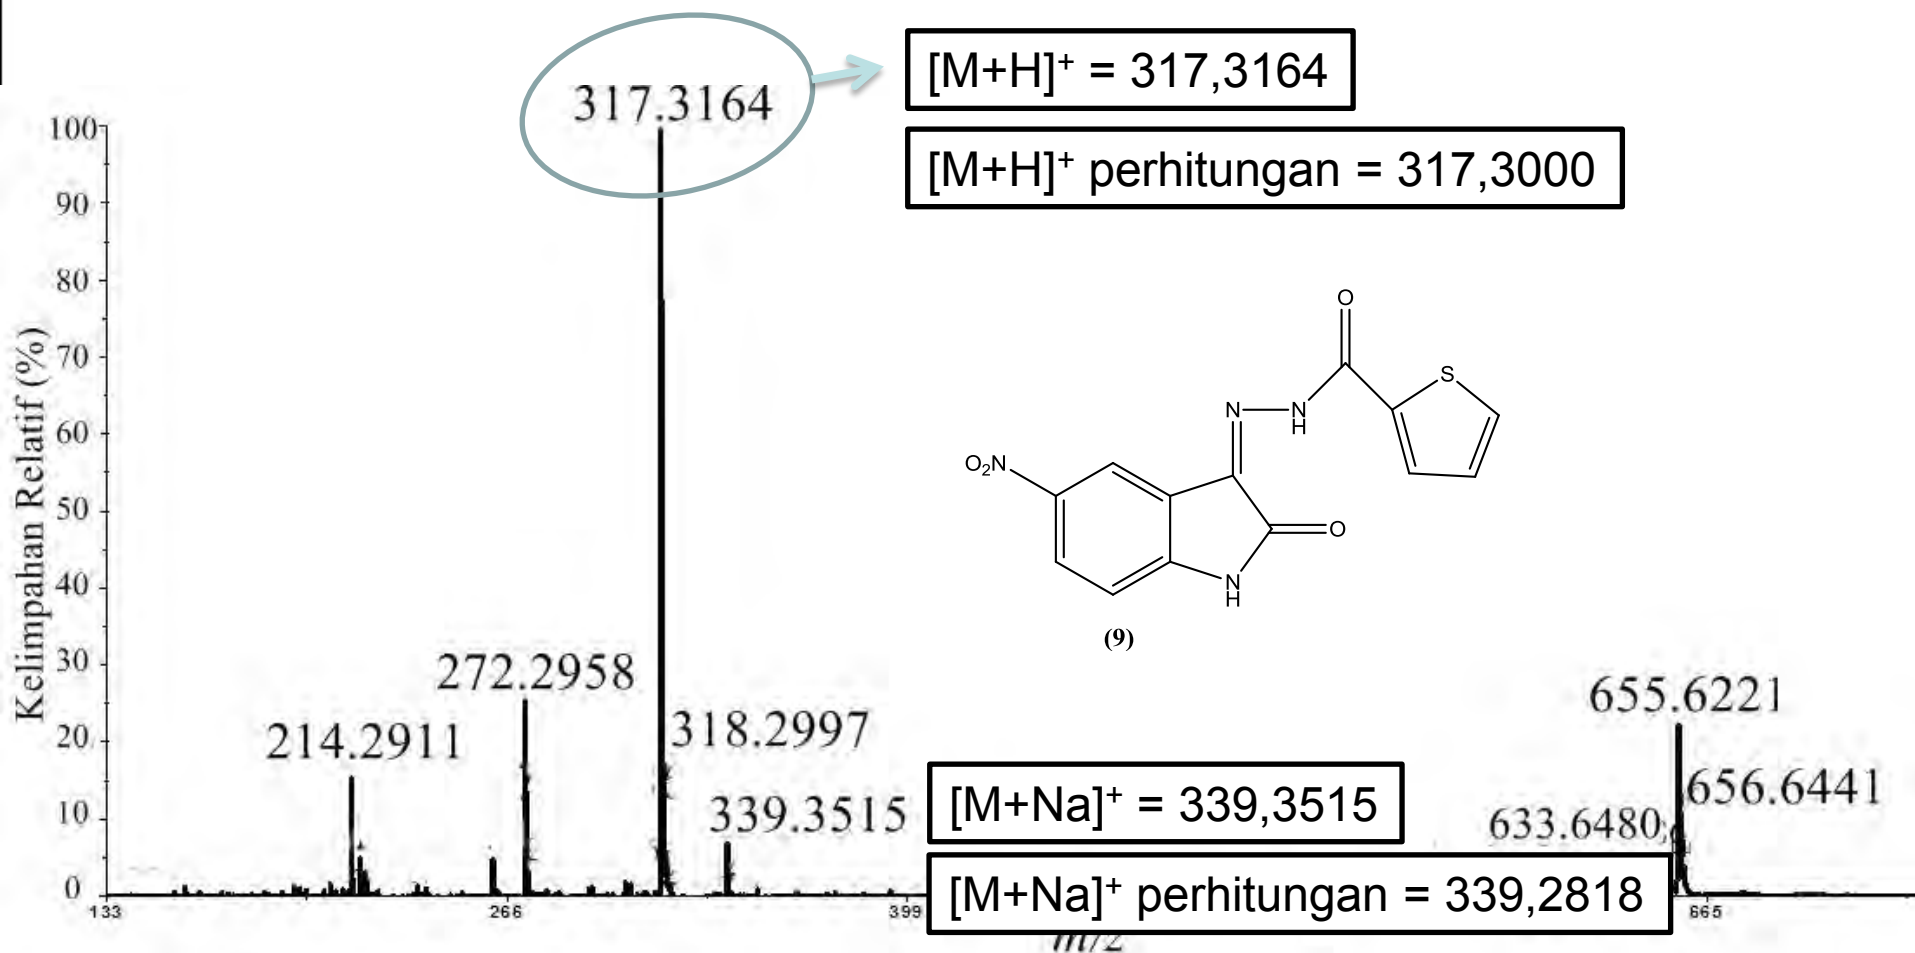 [M+H]⁺ = 317,3164
317.3164
[M+H]⁺ perhitungan = 317,3000
100
90
80
70
60
50
40
30
20
10
0
Kelimpahan Relatif (%)
O
S
N
N
H
O₂N
O
N
H
(9)
272.2958
214.2911
318.2997
339.3515
655.6221
656.6441
633.6480
[M+Na]⁺ = 339,3515
[M+Na]⁺ perhitungan = 339,2818
133
266
399
665
m/z